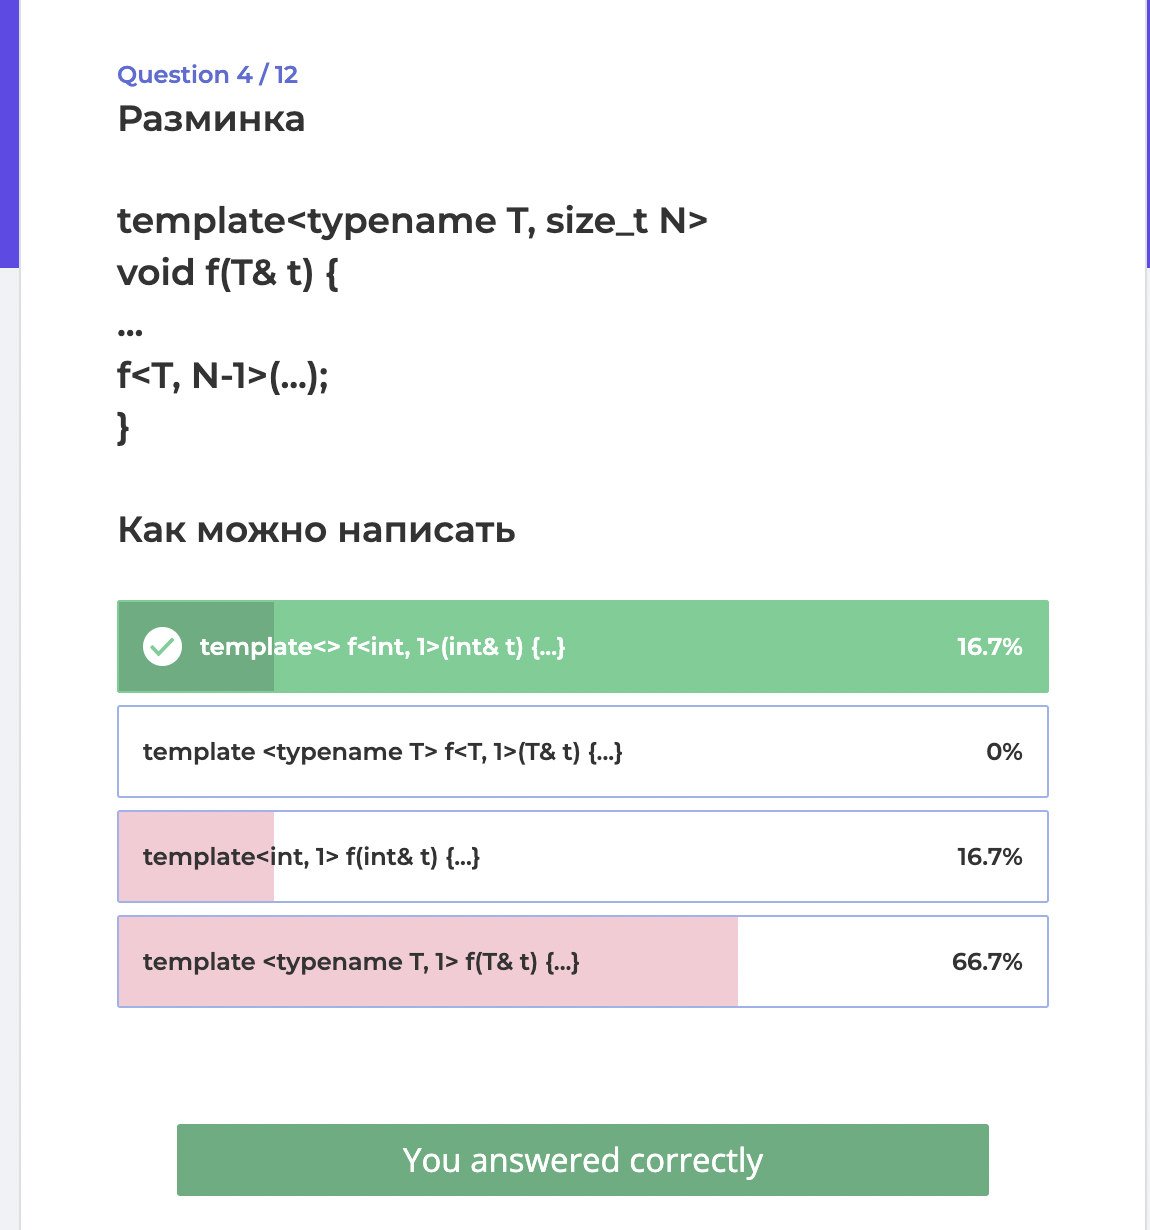 Question 4 / 12
Разминка
template<typename T, size_t N>
void f(T& t) {
...
f<T, N-1>(...);
}
Как можно написать
template<> f<int, 1>(int& t) {...} 16.7%
template <typename T> f<T, 1>(T& t) {...} 0%
template<int, 1> f(int& t) {...} 16.7%
template <typename T, 1> f(T& t) {...} 66.7%
You answered correctly